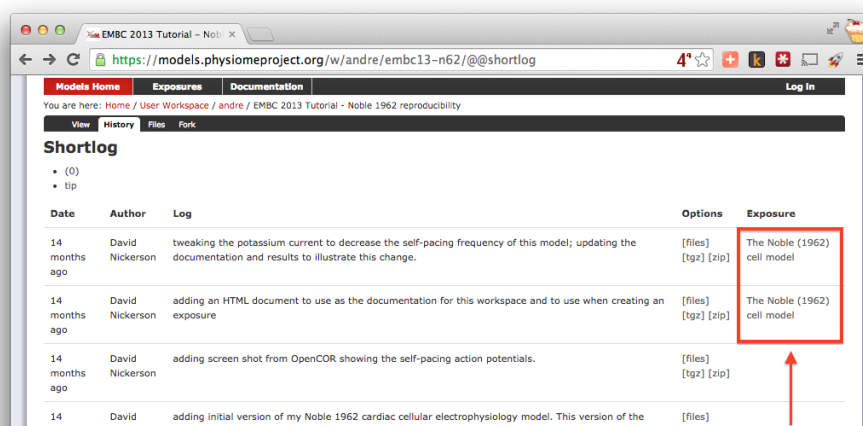 EMBC 2013 Tutorial – Nob
https://models.physiomeproject.org/w/andre/embc13-n62/@@shortlog
Models Home Exposures Documentation Log In
You are here: Home / User Workspace / andre / EMBC 2013 Tutorial - Noble 1962 reproducibility
View History Files Fork
Shortlog
(0)
tip
Date Author Log Options Exposure
14 David tweaking the potassium current to decrease the self-pacing frequency of this model; updating the [files] The Noble (1962)
months Nickerson documentation and results to illustrate this change. [tgz] [zip] cell model
ago
14 David adding an HTML document to use as the documentation for this workspace and to use when creating an [files] The Noble (1962)
months Nickerson exposure [tgz] [zip] cell model
ago
14 David adding screen shot from OpenCOR showing the self-pacing action potentials. [files]
months Nickerson [tgz] [zip]
ago
14 David adding initial version of my Noble 1962 cardiac cellular electrophysiology model. This version of the [files]